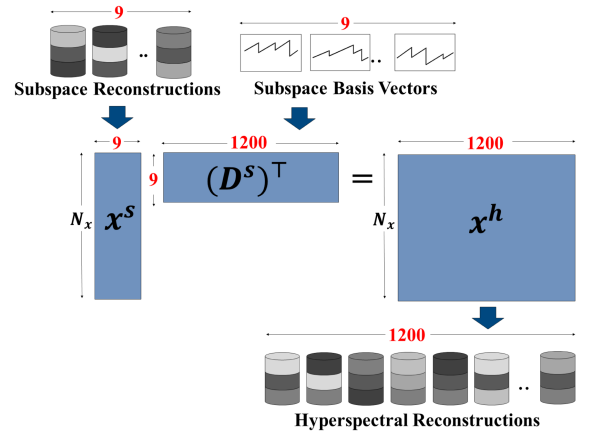 9
9
..
..
Subspace Reconstructions
Subspace Basis Vectors
9
1200
1200
N_x
x^s
9
(D^s)^⊤
=
N_x
x^h
1200
..
Hyperspectral Reconstructions